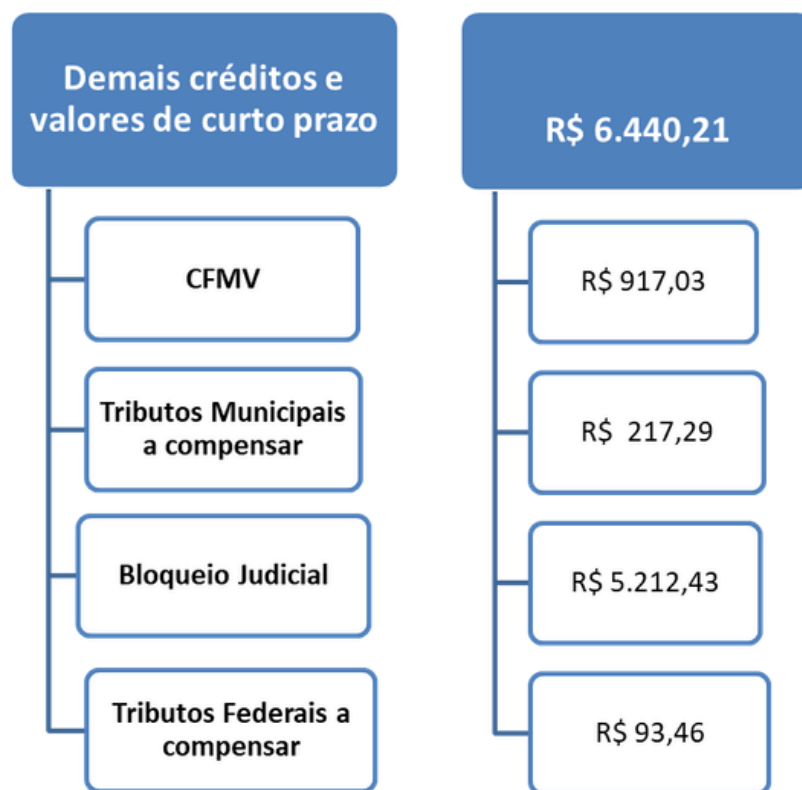 Demais créditos e
valores de curto prazo
R$ 6.440,21
CFMV
R$ 917,03
Tributos Municipais
a compensar
R$ 217,29
Bloqueio Judicial
R$ 5.212,43
Tributos Federais a
compensar
R$ 93,46